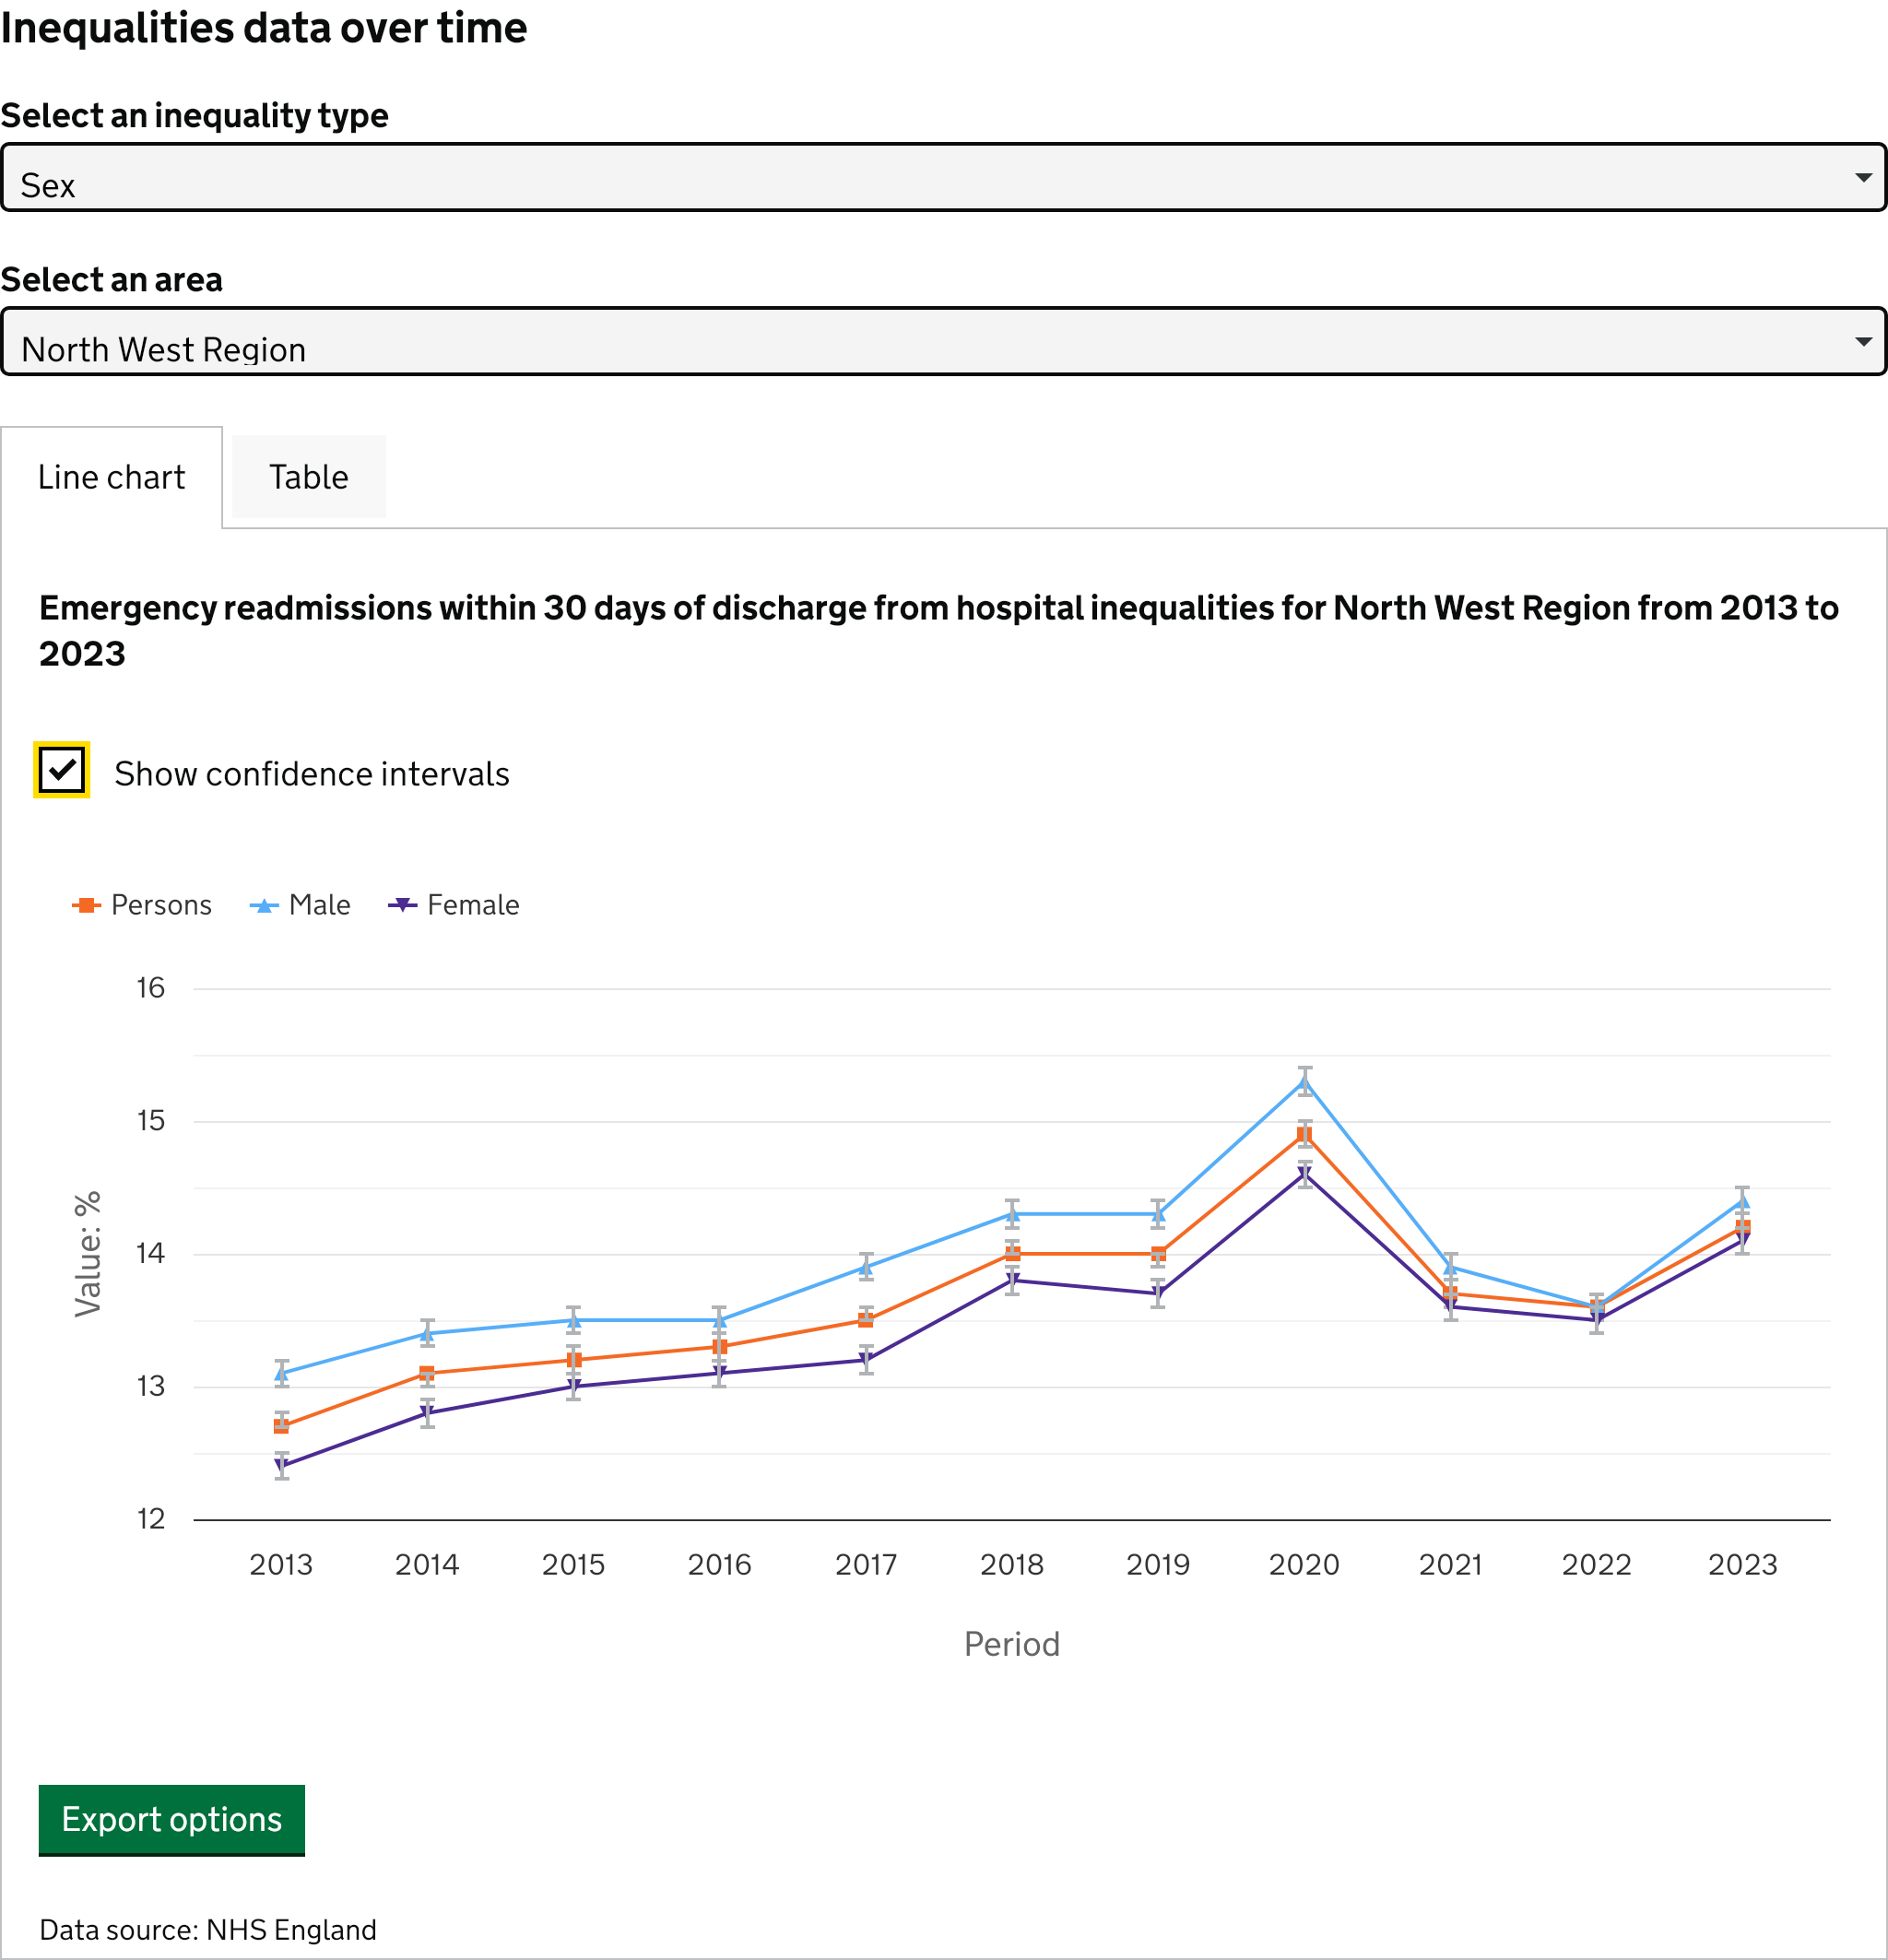 Inequalities data over time
Select an inequality type
Sex
Select an area
North West Region
Line chart
Table
Emergency readmissions within 30 days of discharge from hospital inequalities for North West Region from 2013 to
2023
Show confidence intervals
Persons
Male
Female
16
15
14
13
12
Value: %
2013
2014
2015
2016
2017
2018
2019
2020
2021
2022
2023
Period
Export options
Data source: NHS England